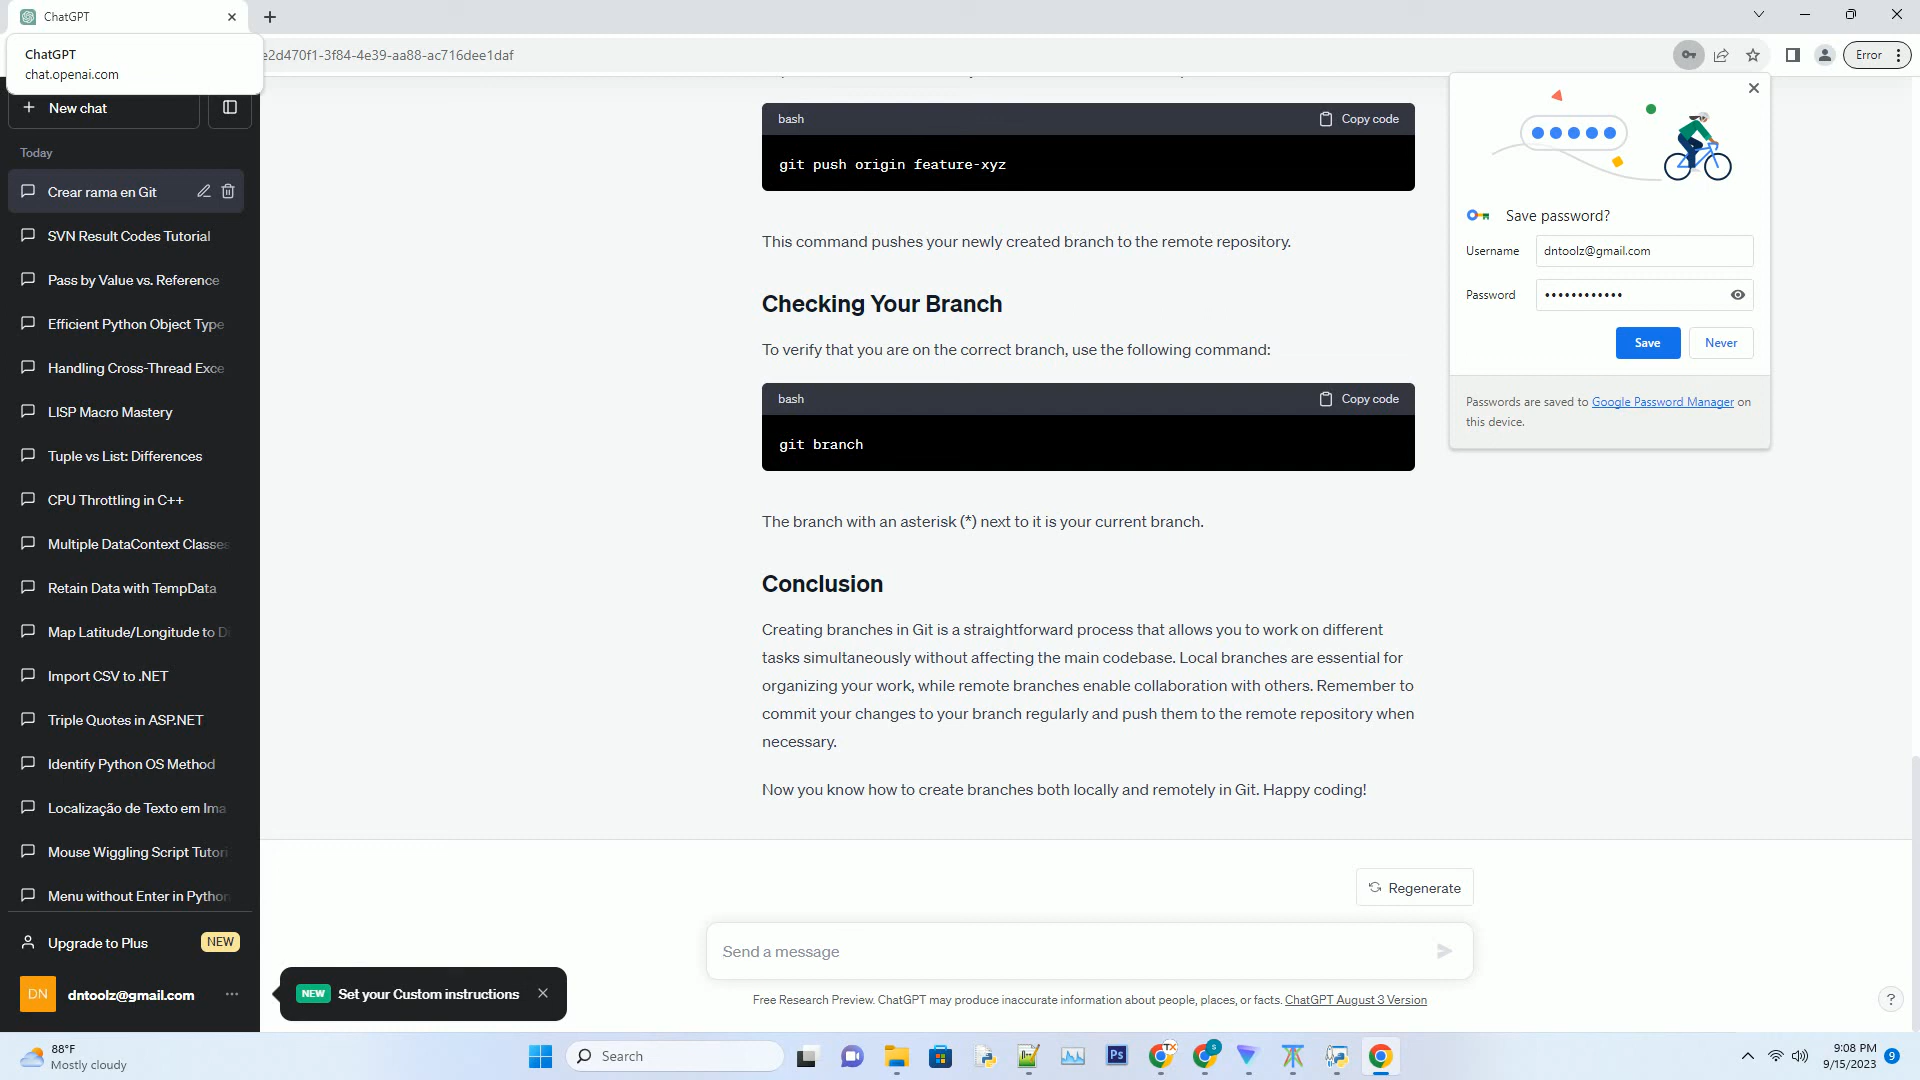 ChatGPT
ChatGPT
chat.openai.com
e2d470f1-3f84-4e39-aa88-ac716dee1daf
Error
New chat
Today
Crear rama en Git
SVN Result Codes Tutorial
Pass by Value vs. Reference
Efficient Python Object Type
Handling Cross-Thread Exce
LISP Macro Mastery
Tuple vs List: Differences
CPU Throttling in C++
Multiple DataContext Classes
Retain Data with TempData
Map Latitude/Longitude to Di
Import CSV to .NET
Triple Quotes in ASP.NET
Identify Python OS Method
Localização de Texto em Ima
Mouse Wiggling Script Tutori
Menu without Enter in Python
Upgrade to Plus NEW
DN dntoolz@gmail.com
bash Copy code
git push origin feature-xyz
This command pushes your newly created branch to the remote repository.
Checking Your Branch
To verify that you are on the correct branch, use the following command:
bash Copy code
git branch
The branch with an asterisk (*) next to it is your current branch.
Conclusion
Creating branches in Git is a straightforward process that allows you to work on different
tasks simultaneously without affecting the main codebase. Local branches are essential for
organizing your work, while remote branches enable collaboration with others. Remember to
commit your changes to your branch regularly and push them to the remote repository when
necessary.
Now you know how to create branches both locally and remotely in Git. Happy coding!
Regenerate
Send a message
NEW Set your Custom instructions
Free Research Preview. ChatGPT may produce inaccurate information about people, places, or facts. ChatGPT August 3 Version
?
Save password?
Username dntoolz@gmail.com
Password ••••••••••••
Save Never
Passwords are saved to Google Password Manager on
this device.
88°F
Mostly cloudy
Search
Ps
TX
S
9:08 PM
9/15/2023
9